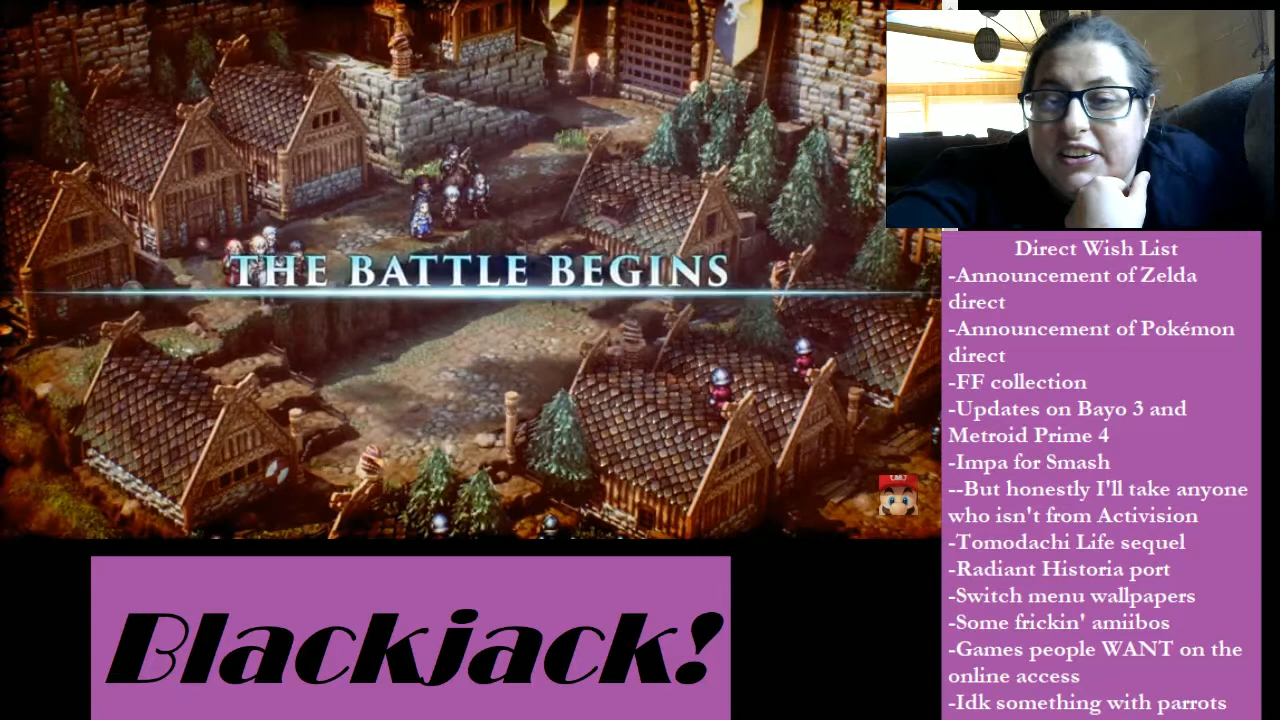 THE BATTLE BEGINS
Blackjack!
Direct Wish List
-Announcement of Zelda
direct
-Announcement of Pokémon
direct
-FF collection
-Updates on Bayo 3 and
Metroid Prime 4
-Impa for Smash
--But honestly I'll take anyone
who isn't from Activision
-Tomodachi Life sequel
-Radiant Historia port
-Switch menu wallpapers
-Some frickin' amiibos
-Games people WANT on the
online access
-Idk something with parrots